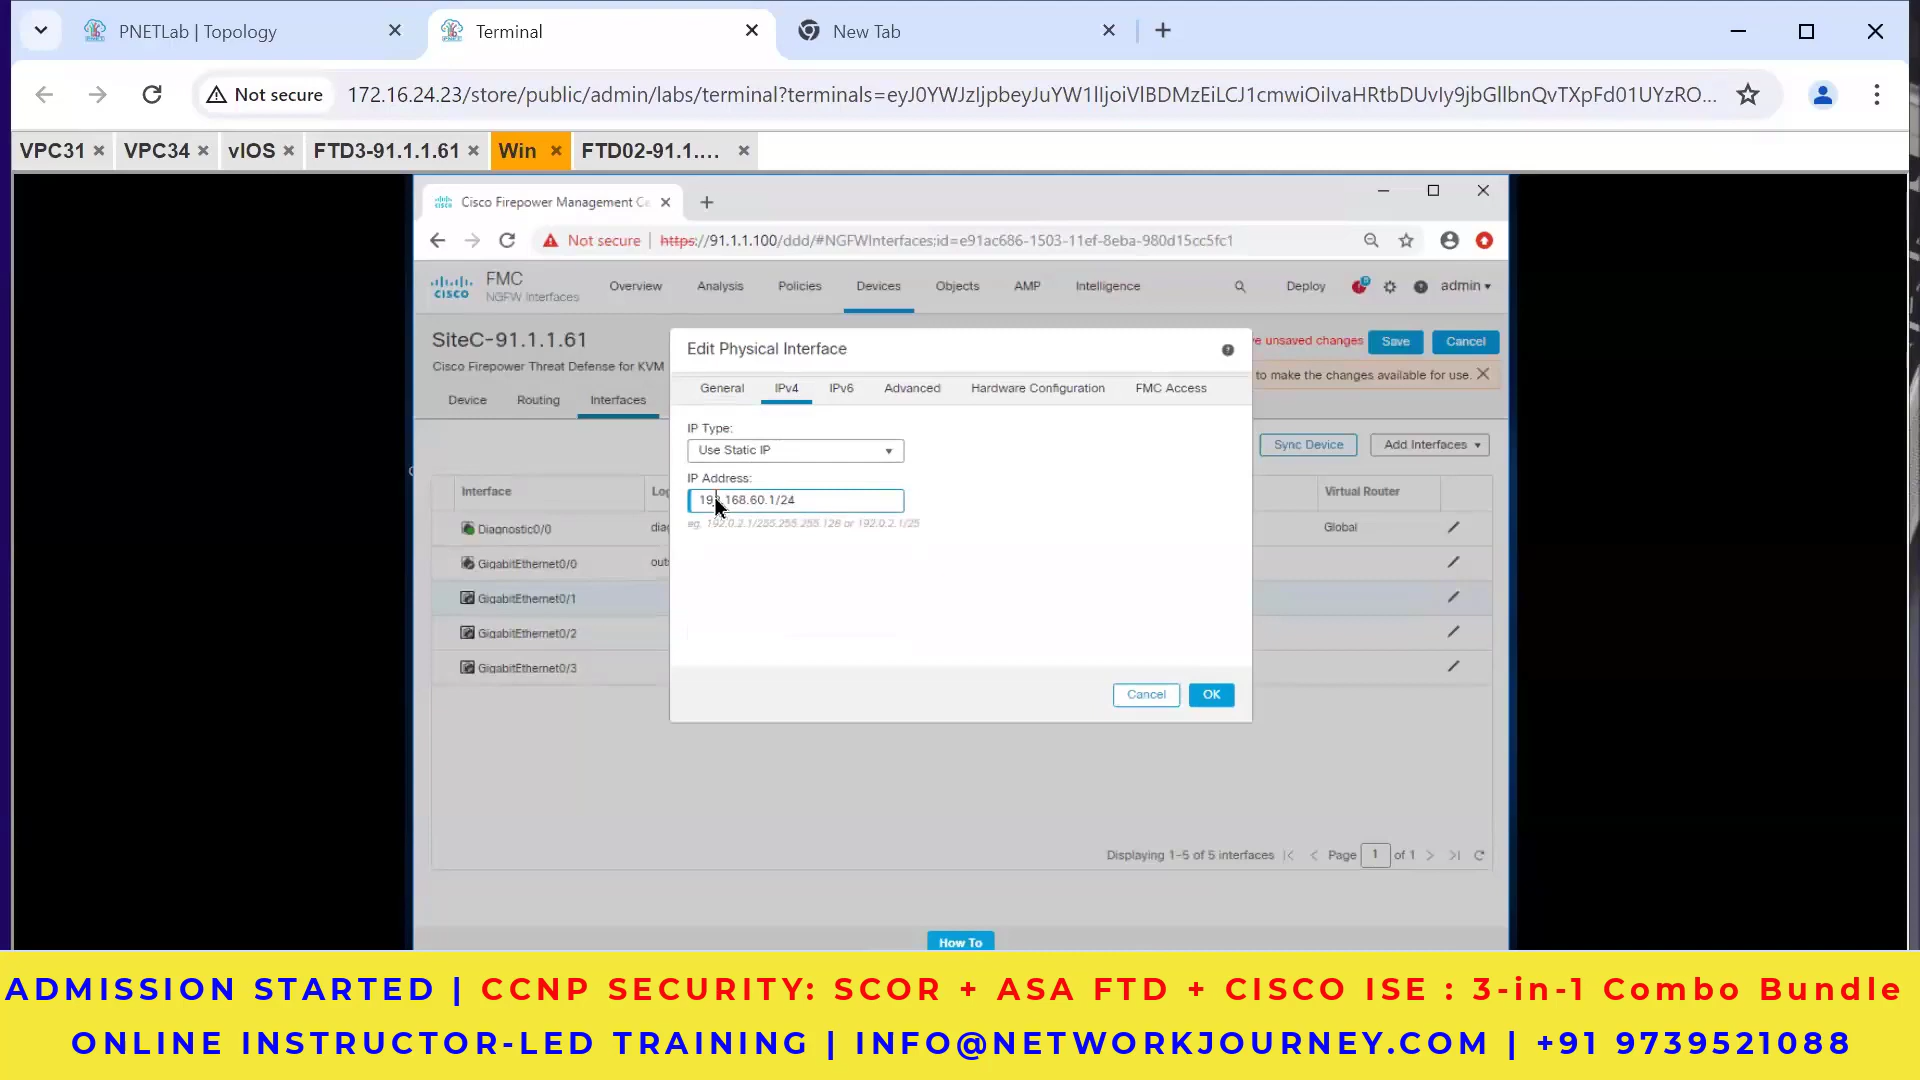 PNETLab | Topology
Terminal
New Tab
Not secure
172.16.24.23/store/public/admin/labs/terminal?terminals=eyJ0YWJzIjpbeyJuYW1lIjoiVlBDMzEiLCJ1cmwiOiIvaHRtbDUvIy9jbGllbnQvTXpFd01UYzRO...
VPC31
VPC34
vIOS
FTD3-91.1.1.61
Win
FTD02-91.1....
Cisco Firepower Management Ce
Not secure
https://91.1.1.100/ddd/#NGFWInterfaces;id=e91ac686-1503-11ef-8eba-980d15cc5fc1
CISCO
FMC
NGFW Interfaces
Overview
Analysis
Policies
Devices
Objects
AMP
Intelligence
Deploy
admin
SiteC-91.1.1.61
Cisco Firepower Threat Defense for KVM
e unsaved changes
Save
Cancel
to make the changes available for use.
Device
Routing
Interfaces
Sync Device
Add Interfaces
Interface
Log
Virtual Router
Diagnostic0/0
diag
Global
GigabitEthernet0/0
outs
GigabitEthernet0/1
GigabitEthernet0/2
GigabitEthernet0/3
Edit Physical Interface
General
IPv4
IPv6
Advanced
Hardware Configuration
FMC Access
IP Type:
Use Static IP
IP Address:
192.168.60.1/24
eg. 192.0.2.1/255.255.255.128 or 192.0.2.1/25
Cancel
OK
Displaying 1-5 of 5 interfaces
Page
1
of 1
How To
ADMISSION STARTED | CCNP SECURITY: SCOR + ASA FTD + CISCO ISE : 3-in-1 Combo Bundle
ONLINE INSTRUCTOR-LED TRAINING | INFO@NETWORKJOURNEY.COM | +91 9739521088